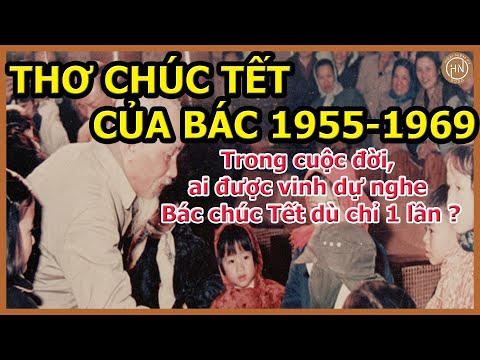 THƠ CHÚC TẾT
CỦA BÁC 1955-1969
Trong cuộc đời,
ai được vinh dự nghe
Bác chúc Tết dù chỉ 1 lần ?
HN